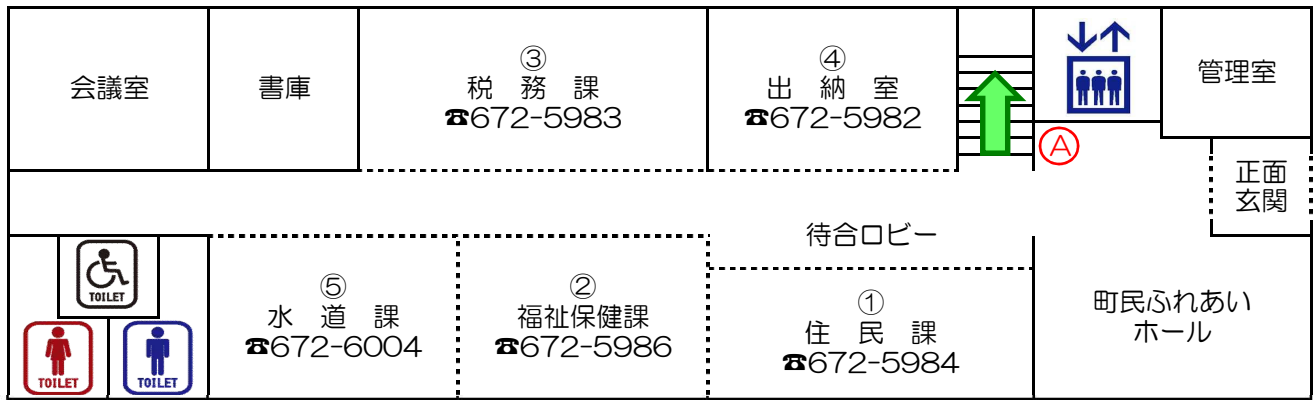 会議室
書庫
③
税 務 課
☎672-5983
④
出 納 室
☎672-5982
Ⓐ
管理室
正面
玄関
待合ロビー
TOILET
TOILET
TOILET
⑤
水 道 課
☎672-6004
②
福祉保健課
☎672-5986
①
住 民 課
☎672-5984
町民ふれあい
ホール